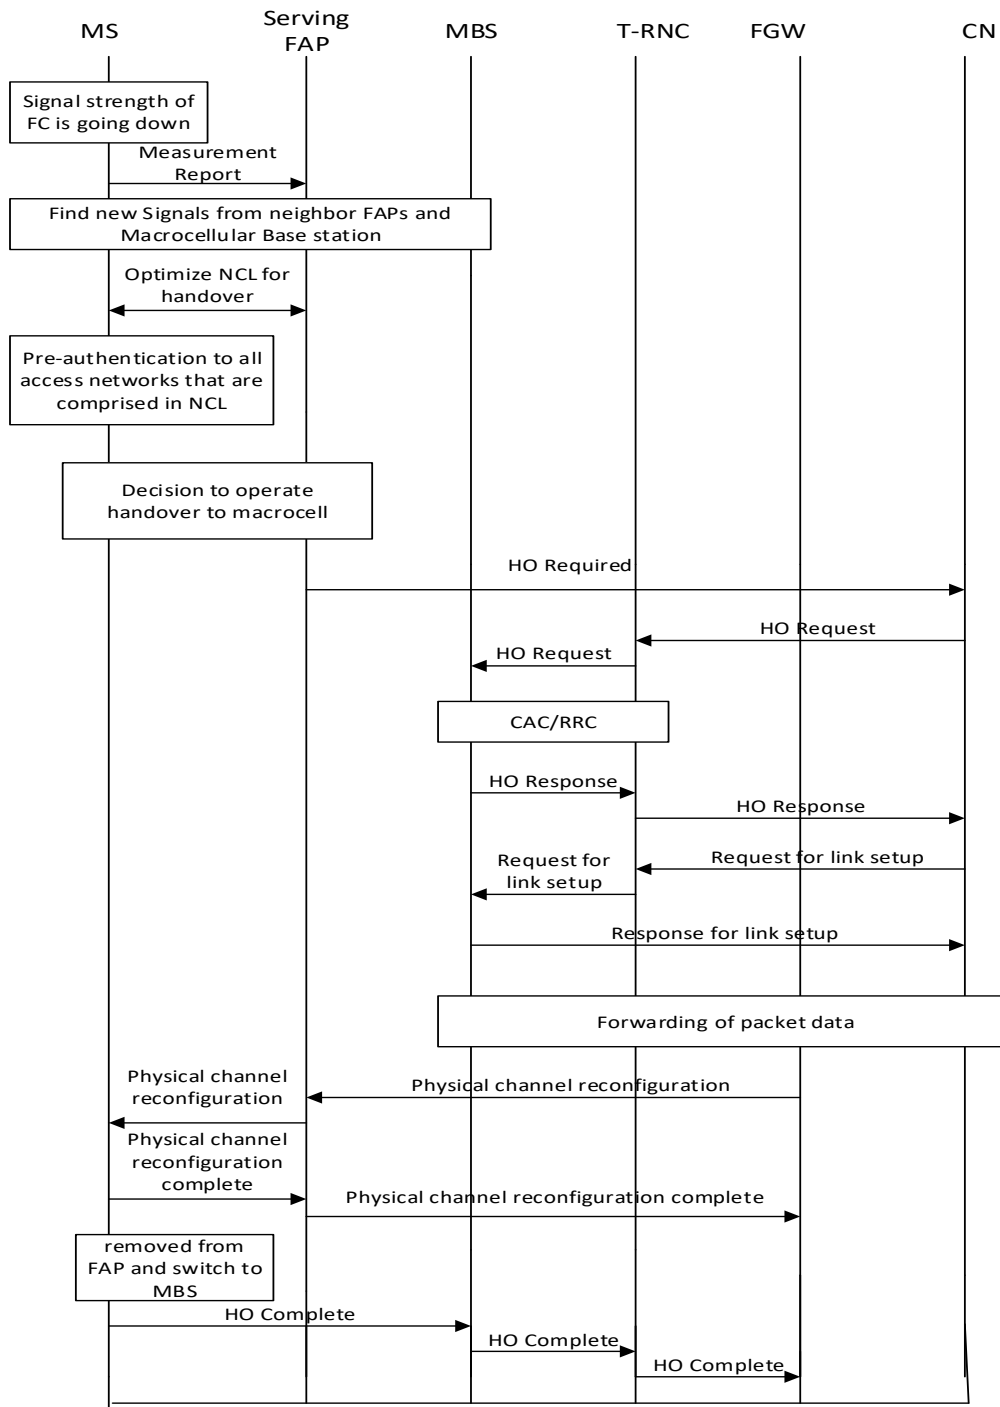 MS
Serving
FAP
MBS
T-RNC
FGW
CN
Signal strength of
FC is going down
Measurement
Report
Find new Signals from neighbor FAPs and
Macrocellular Base station
Optimize NCL for
handover
Pre-authentication to all
access networks that are
comprised in NCL
Decision to operate
handover to macrocell
HO Required
HO Request
HO Request
CAC/RRC
HO Response
HO Response
Request for link setup
Request for
link setup
Response for link setup
Forwarding of packet data
Physical channel reconfiguration
Physical channel
reconfiguration
Physical channel
reconfiguration
complete
Physical channel reconfiguration complete
removed from
FAP and switch to
MBS
HO Complete
HO Complete
HO Complete